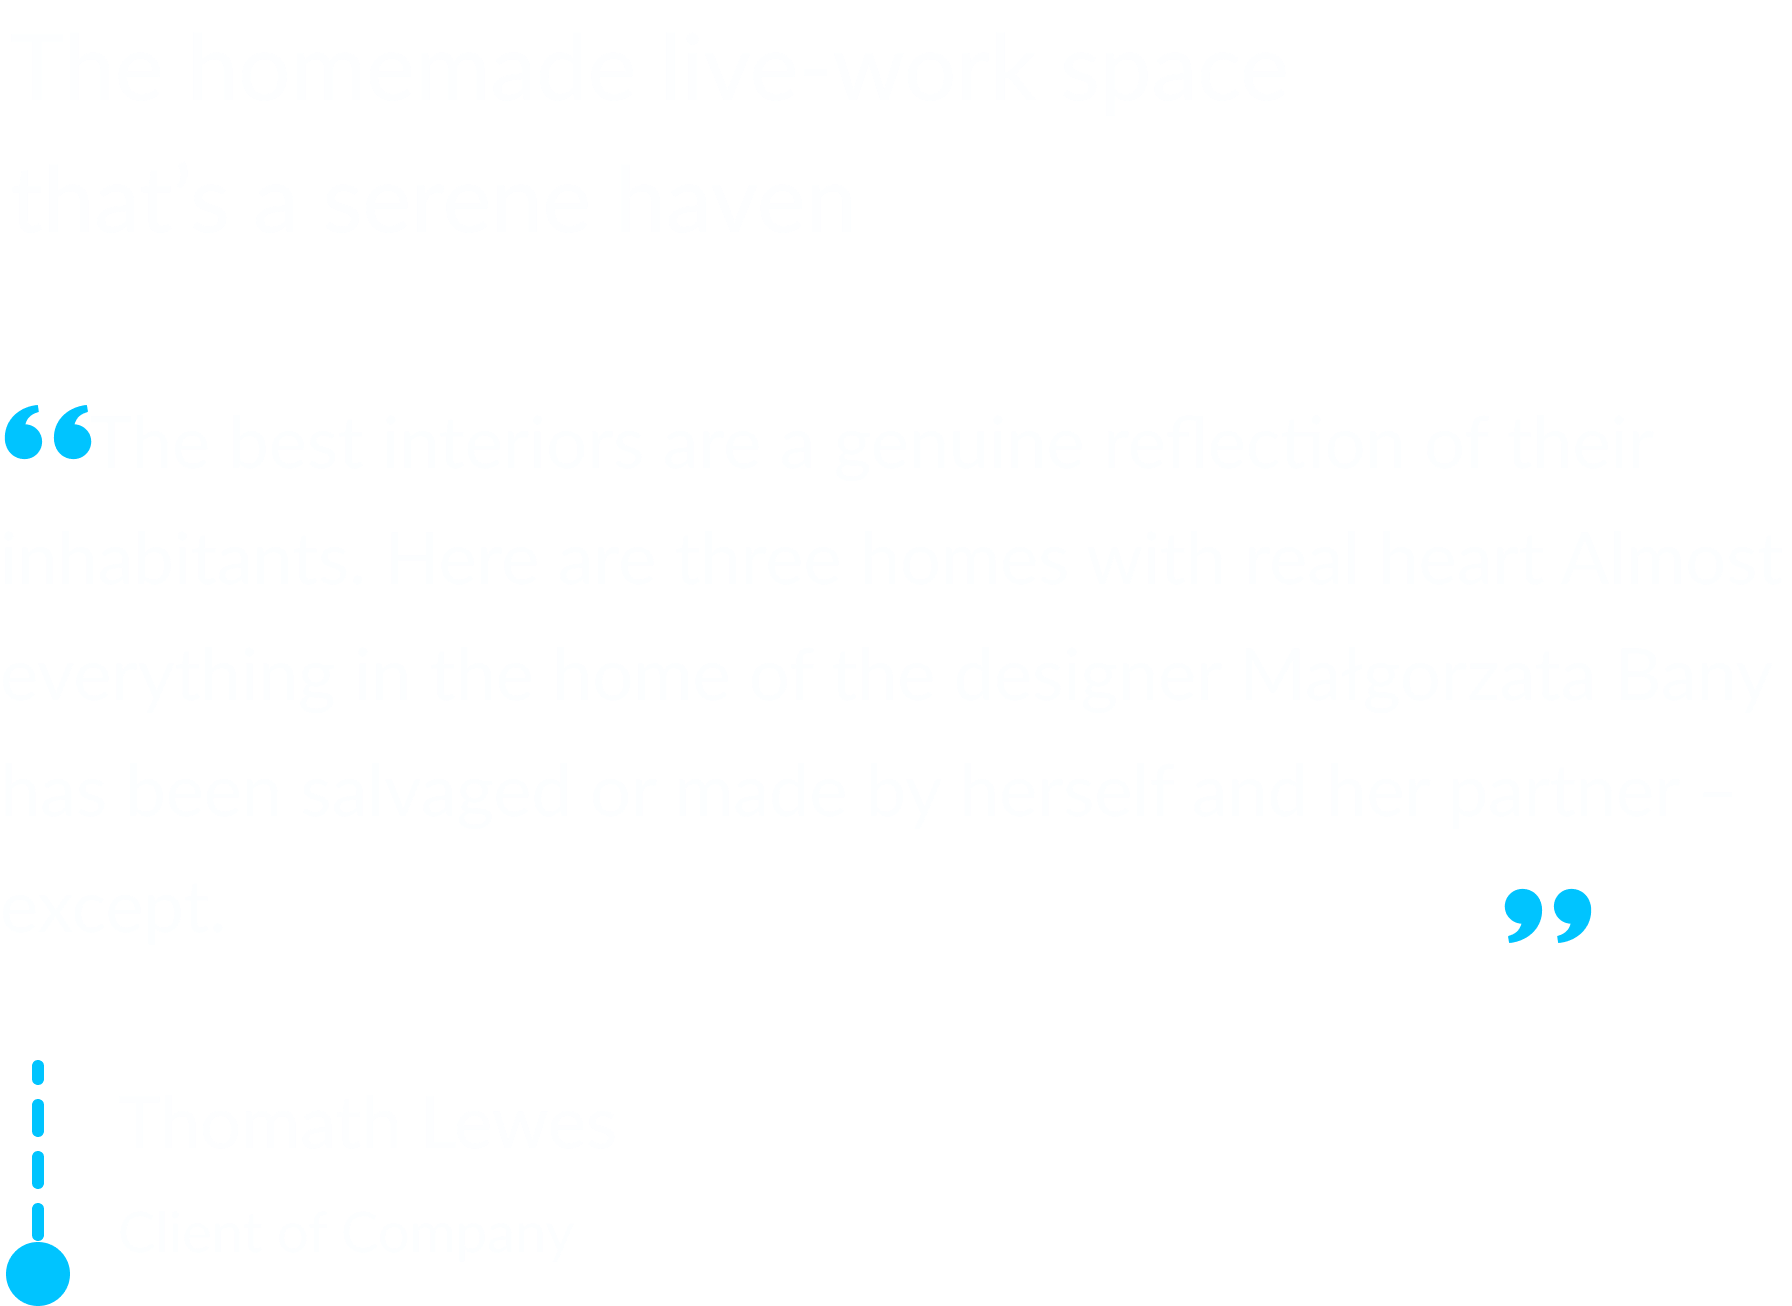 The homemade live-work space
that's a serene haven
“The best interiors are a genuine reflection of their
inhabitants. Here are three homes with real heart Almost
everything in the home of the designer Malgorzata Bany
has been salvaged or made by herself and her partner –
except. ”
Thomath Lewes
Client of Company